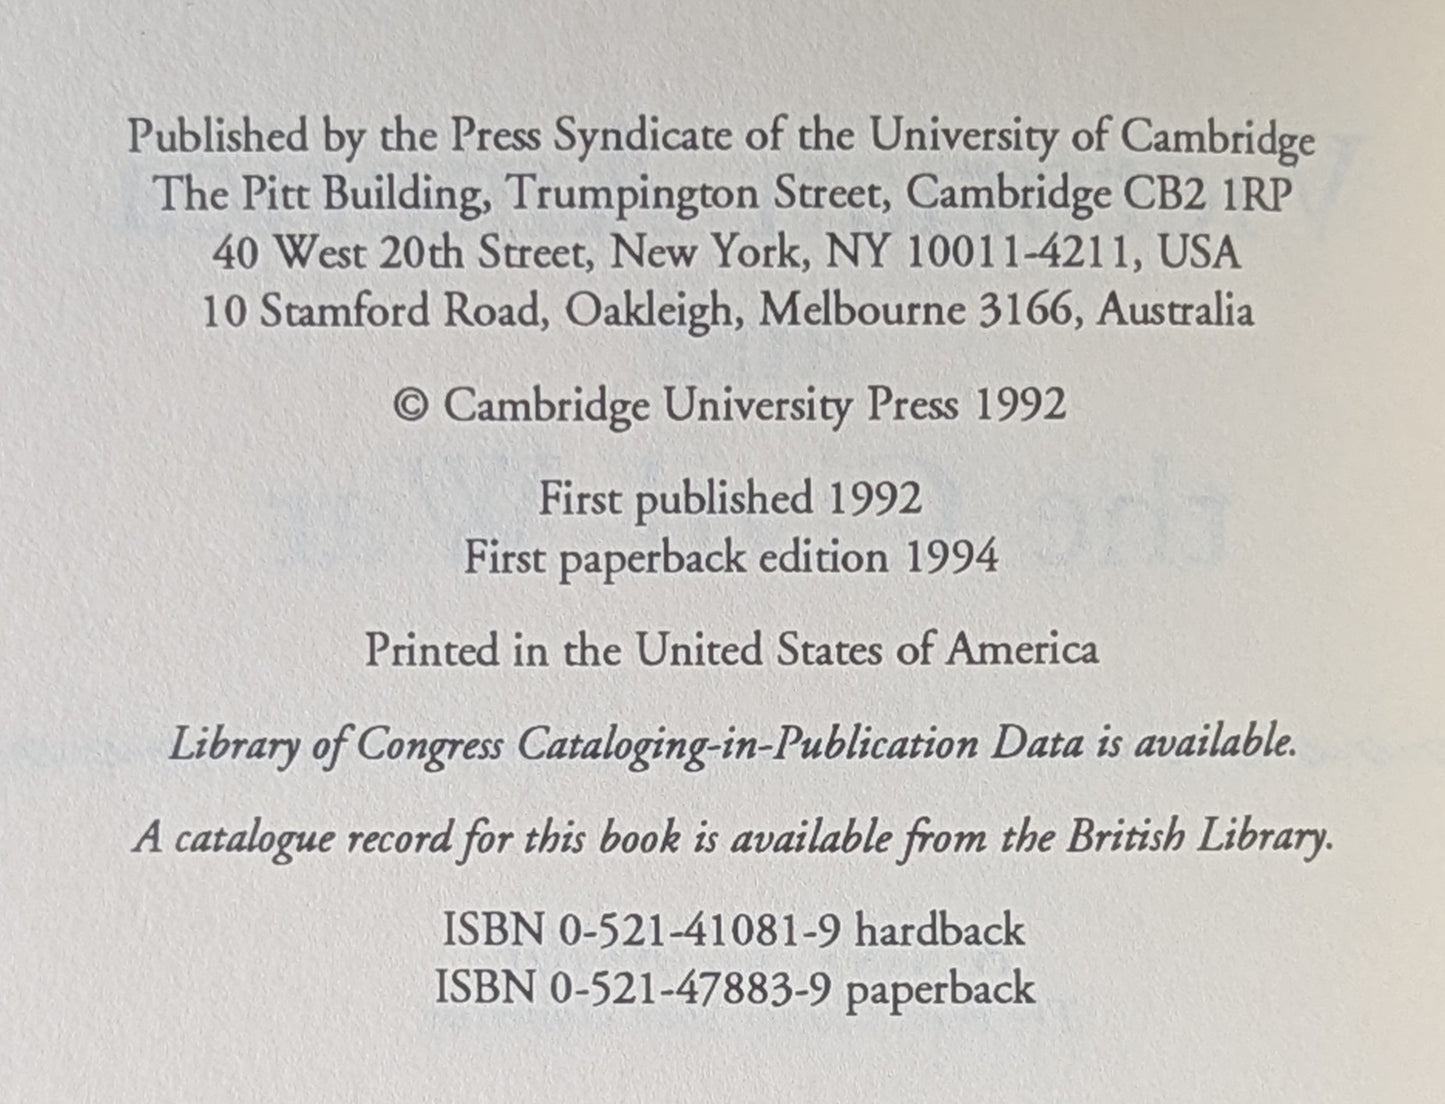 Published by the Press Syndicate of the University of Cambridge
The Pitt Building, Trumpington Street, Cambridge CB2 1RP
40 West 20th Street, New York, NY 10011-4211, USA
10 Stamford Road, Oakleigh, Melbourne 3166, Australia
© Cambridge University Press 1992
First published 1992
First paperback edition 1994
Printed in the United States of America
Library of Congress Cataloging-in-Publication Data is available.
A catalogue record for this book is available from the British Library.
ISBN 0-521-41081-9 hardback
ISBN 0-521-47883-9 paperback